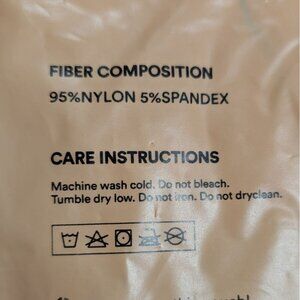 FIBER COMPOSITION
95%NYLON 5%SPANDEX
CARE INSTRUCTIONS
Machine wash cold. Do not bleach.
Tumble dry low. Do not iron. Do not dryclean.